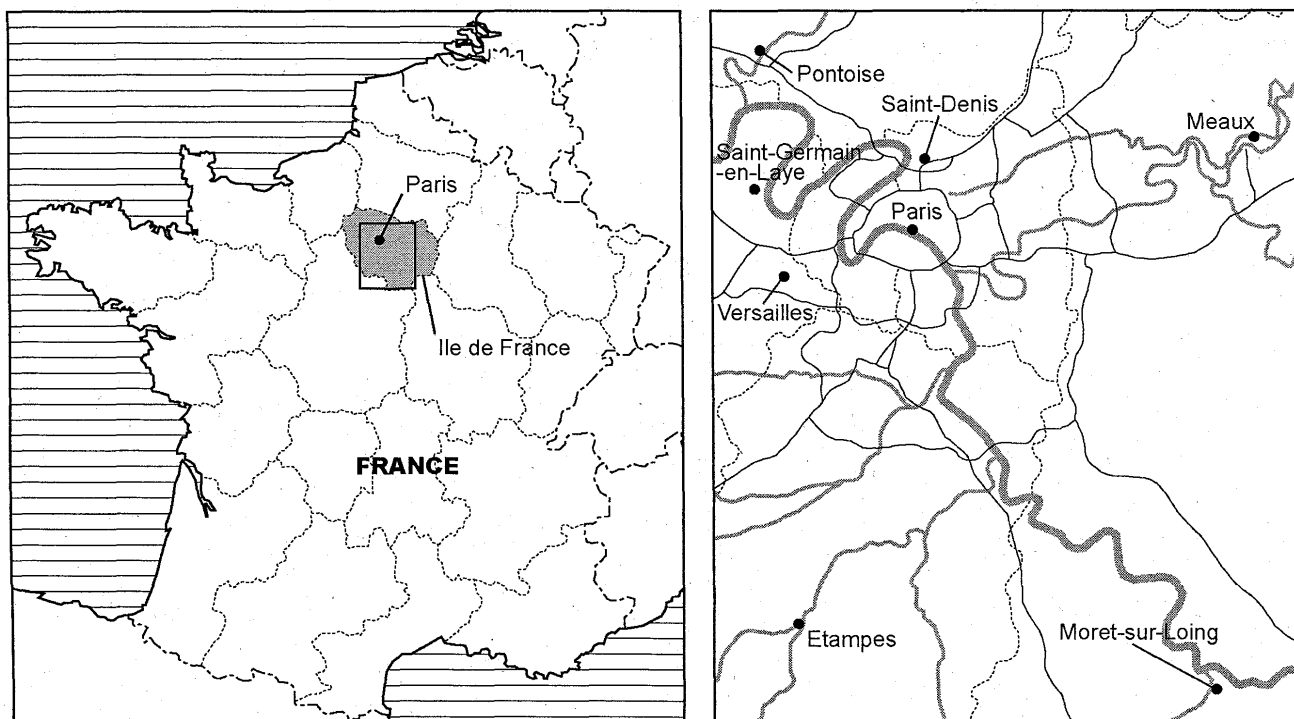 Paris
Ile de France
FRANCE
Pontoise
Saint-Denis
Meaux
Saint-Germain
-en-Laye
Paris
Versailles
Etampes
Moret-sur-Loing